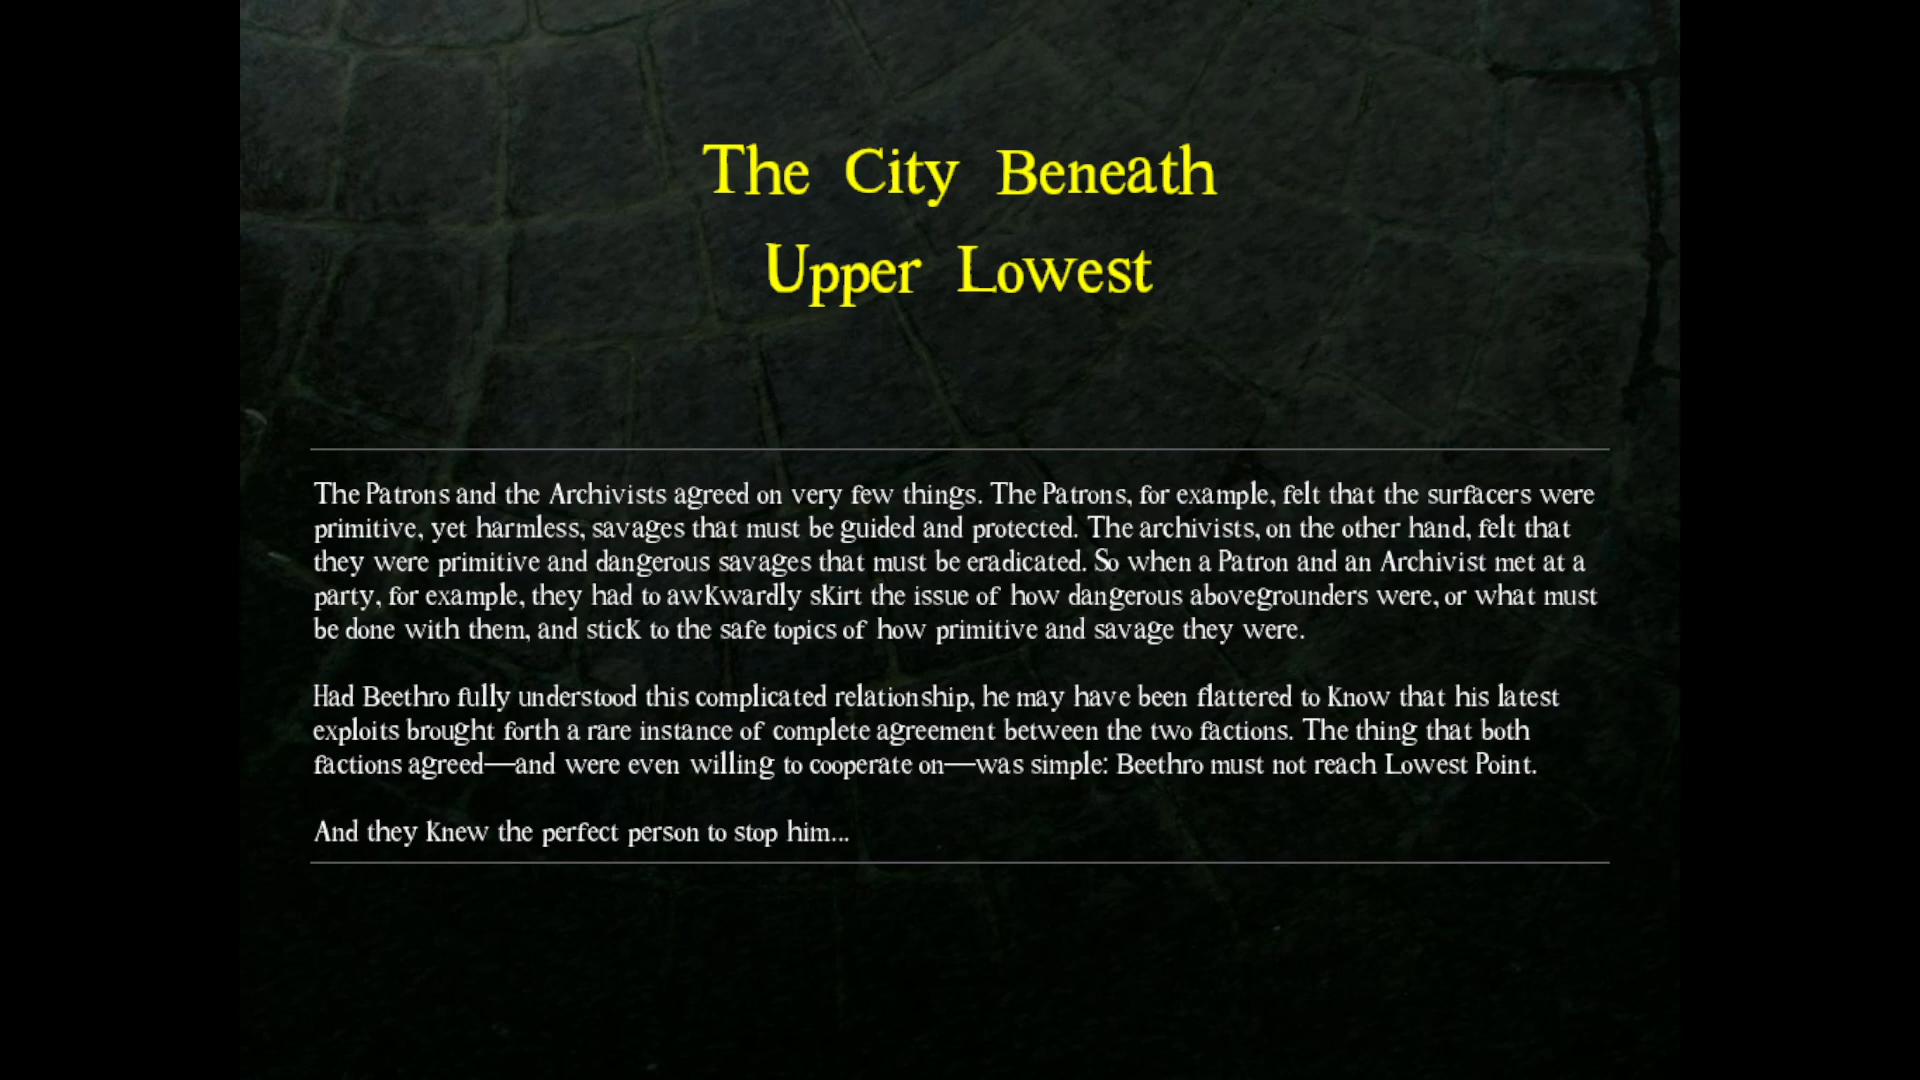 The City Beneath
Upper Lowest
The Patrons and the Archivists agreed on very few things. The Patrons, for example, felt that the surfacers were
primitive, yet harmless, savages that must be guided and protected. The archivists, on the other hand, felt that
they were primitive and dangerous savages that must be eradicated. So when a Patron and an Archivist met at a
party, for example, they had to awkwardly skirt the issue of how dangerous abovegrounders were, or what must
be done with them, and stick to the safe topics of how primitive and savage they were.
Had Beethro fully understood this complicated relationship, he may have been flattered to know that his latest
exploits brought forth a rare instance of complete agreement between the two factions. The thing that both
factions agreed—and were even willing to cooperate on—was simple: Beethro must not reach Lowest Point.
And they knew the perfect person to stop him...